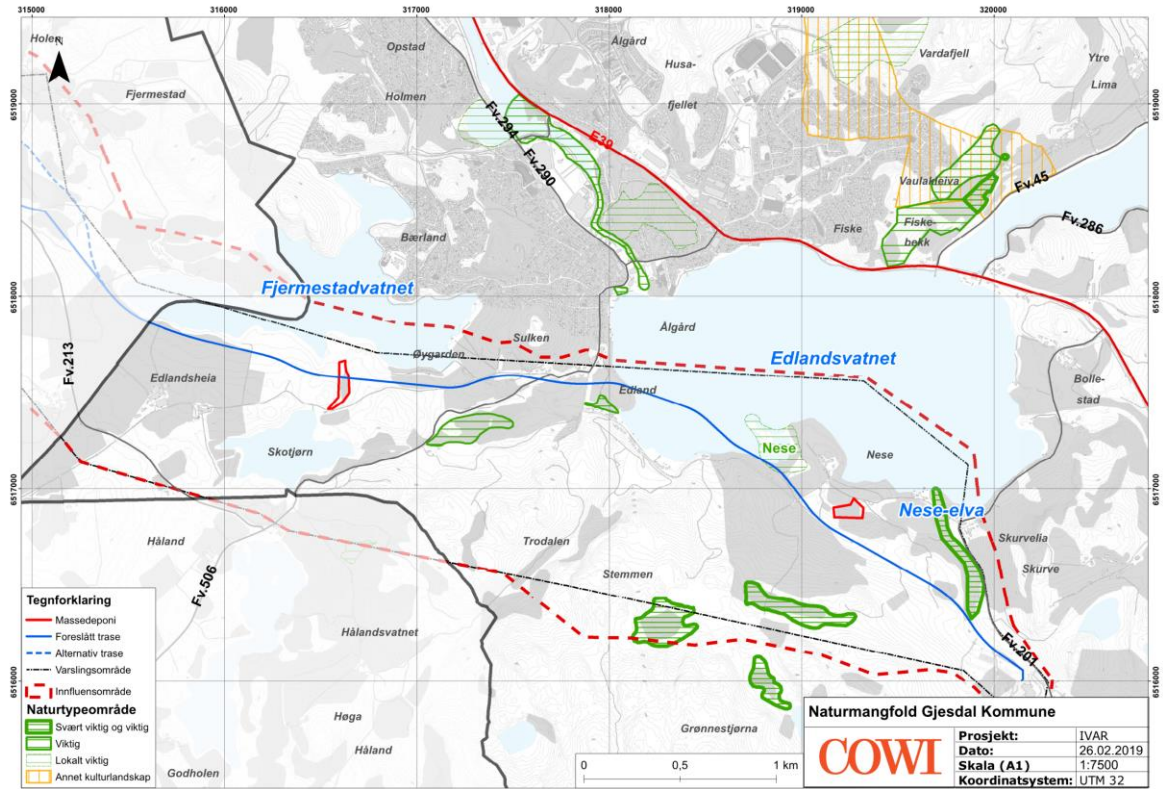 315000
316000
317000
318000
319000
320000
Holen
N
Opstad
Holmen
Ålgård
Husa-
fjellet
Vardafjell
Ytre
Lima
Fjermestad
6519000
6519000
Fv.294
Fv.290
E39
Vaulakleiva
Fv.45
Bærland
Fiske
Fiske-
bekk
Fv.286
6518000
6518000
Fjermestadvatnet
Ålgård
Sulken
Øygarden
Edlandsvatnet
Fv.213
Edlandsheia
Edland
Bolle-
stad
Skotjørn
Nese
Nese
6517000
6517000
Nese-elva
Håland
Trodalen
Skurvelia
Skurve
Stemmen
Fv.506
Hålandsvatnet
Fv.201
6516000
6516000
Høga
Håland
Grønnestjørna
Godholen
Tegnforklaring
Massedeponi
Foreslått trase
Alternativ trase
Varslingsområde
Innfluensområde
Naturtypeområde
Svært viktig og viktig
Viktig
Lokalt viktig
Annet kulturlandskap
0 0,5 1 km
Naturmangfold Gjesdal Kommune
COWI
Prosjekt: IVAR
Dato: 26.02.2019
Skala (A1) 1:7500
Koordinatsystem: UTM 32